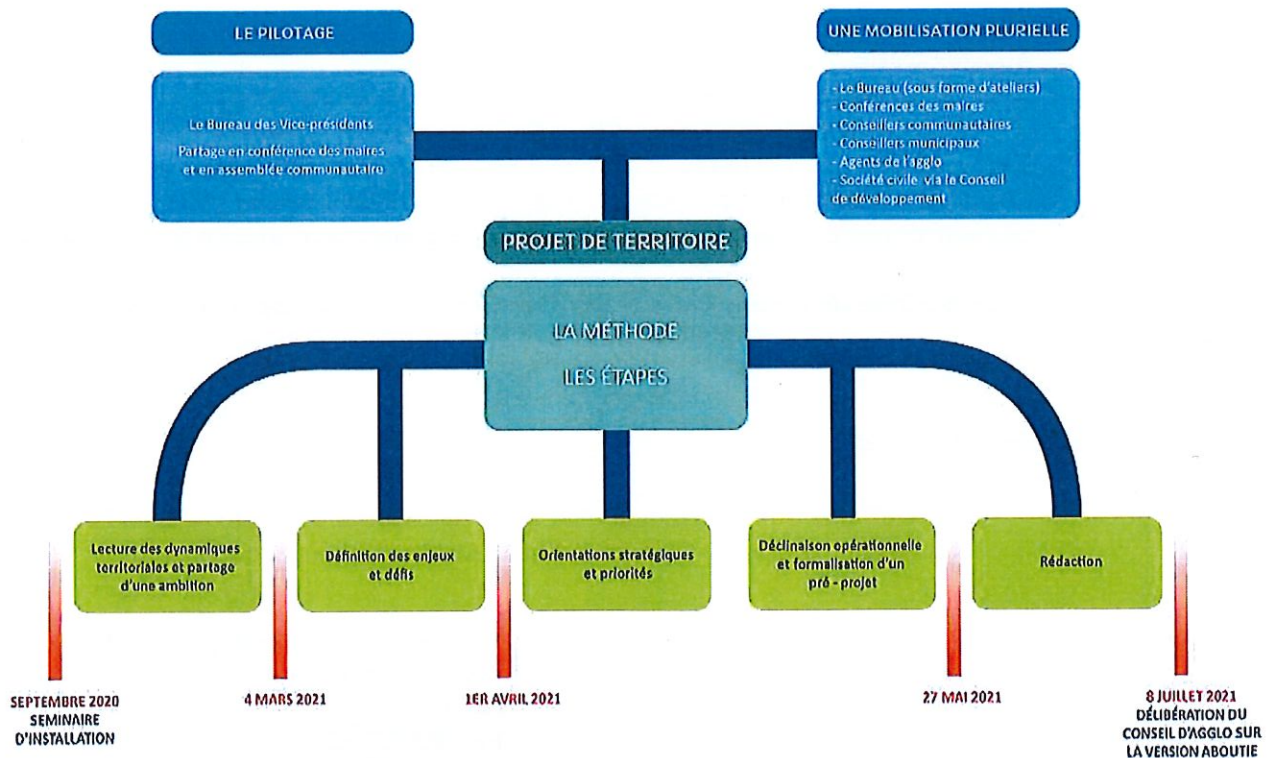 LE PILOTAGE
Le Bureau des Vice-présidents
Partage en conférence des maires
et en assemblée communautaire
UNE MOBILISATION PLURIELLE
- Le Bureau (sous forme d'ateliers)
- Conférences des maires
- Conseillers communautaires
- Conseillers municipaux
- Agents de l'agglo
- Société civile via le Conseil
de développement
PROJET DE TERRITOIRE
LA MÉTHODE
LES ÉTAPES
Lecture des dynamiques
territoriales et partage
d'une ambition
Définition des enjeux
et défis
Orientations stratégiques
et priorités
Déclinaison opérationnelle
et formalisation d'un
pré - projet
Rédaction
SEPTEMBRE 2020
SEMINAIRE
D'INSTALLATION
4 MARS 2021
1ER AVRIL 2021
27 MAI 2021
8 JUILLET 2021
DÉLIBÉRATION DU
CONSEIL D'AGGLO SUR
LA VERSION ABOUTIE